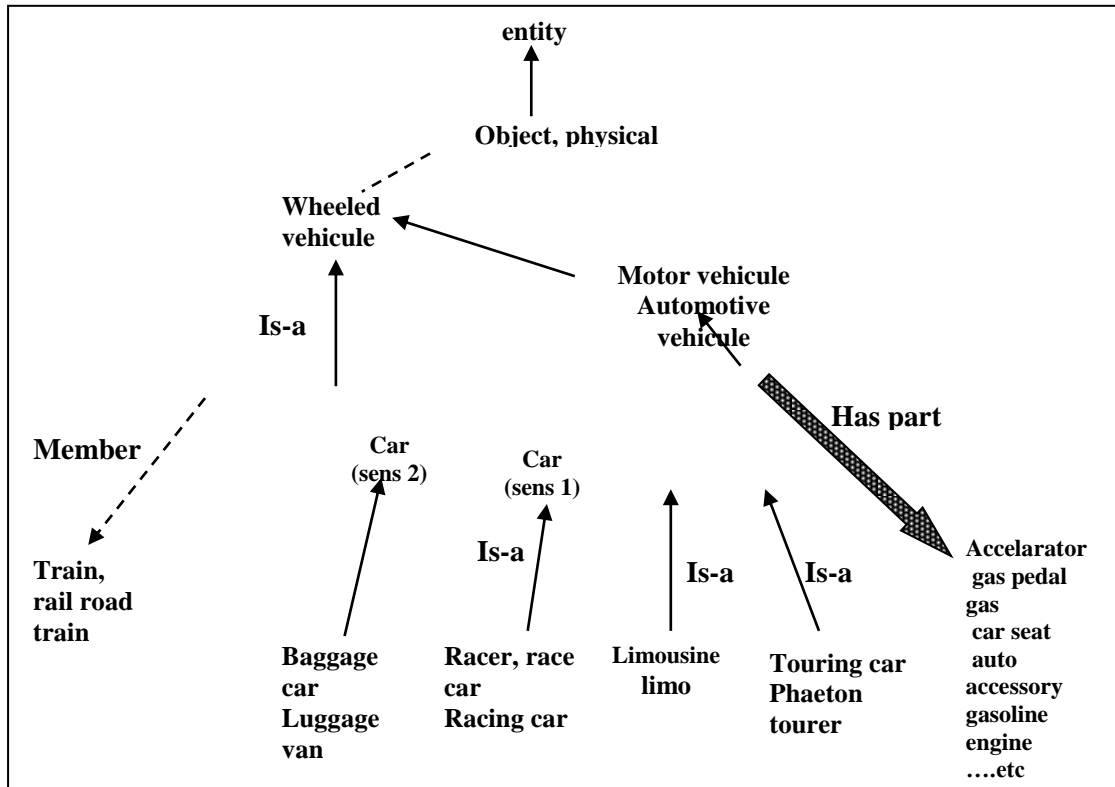 entity
Object, physical
Wheeled
vehicule
Motor vehicule
Automotive
vehicule
Is-a
Has part
Member
Car
(sens 2)
Car
(sens 1)
Is-a
Is-a
Is-a
Train,
rail road
train
Baggage
car
Luggage
van
Racer, race
car
Racing car
Limousine
limo
Touring car
Phaeton
tourer
Accelarator
gas pedal
gas
car seat
auto
accessory
gasoline
engine
….etc